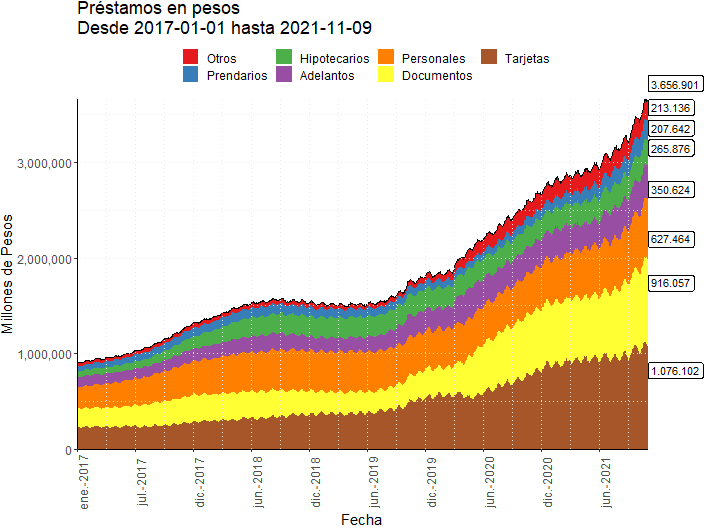 Préstamos en pesos
Desde 2017-01-01 hasta 2021-11-09
Otros Hipotecarios Personales Tarjetas
Prendarios Adelantos Documentos
3.656.901
213.136
207.642
265.876
350.624
627.464
916.057
1.076.102
Millones de Pesos
3,000,000
2,000,000
1,000,000
0
ene.-2017 jul.-2017 dic.-2017 jun.-2018 dic.-2018 jun.-2019 dic.-2019 jun.-2020 dic.-2020 jun.-2021
Fecha